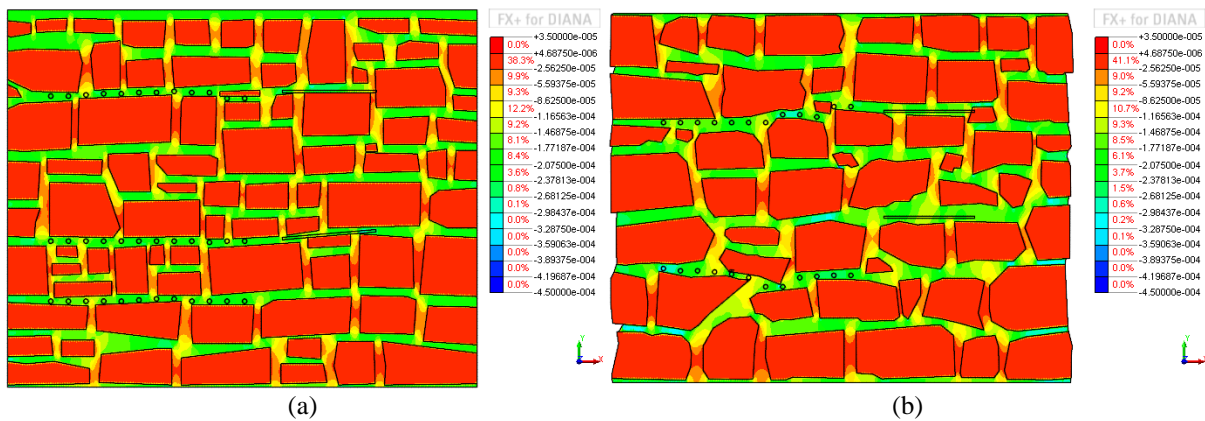 FX+ for DIANA
+3.50000e-005
0.0%
+4.68750e-006
38.3%
-2.56250e-005
9.9%
-5.59375e-005
9.3%
-8.62500e-005
12.2%
-1.16563e-004
9.2%
-1.46875e-004
8.1%
-1.77187e-004
8.4%
-2.07500e-004
3.6%
-2.37813e-004
0.8%
-2.68125e-004
0.1%
-2.98437e-004
0.0%
-3.28750e-004
0.0%
-3.59063e-004
0.0%
-3.89375e-004
0.0%
-4.19687e-004
0.0%
-4.50000e-004
Y
Z
X
(a)
FX+ for DIANA
+3.50000e-005
0.0%
+4.68750e-006
41.1%
-2.56250e-005
9.0%
-5.59375e-005
9.2%
-8.62500e-005
10.7%
-1.16563e-004
9.3%
-1.46875e-004
8.5%
-1.77187e-004
6.1%
-2.07500e-004
3.7%
-2.37813e-004
1.5%
-2.68125e-004
0.6%
-2.98437e-004
0.2%
-3.28750e-004
0.1%
-3.59063e-004
0.0%
-3.89375e-004
0.0%
-4.19687e-004
0.0%
-4.50000e-004
Y
Z
X
(b)